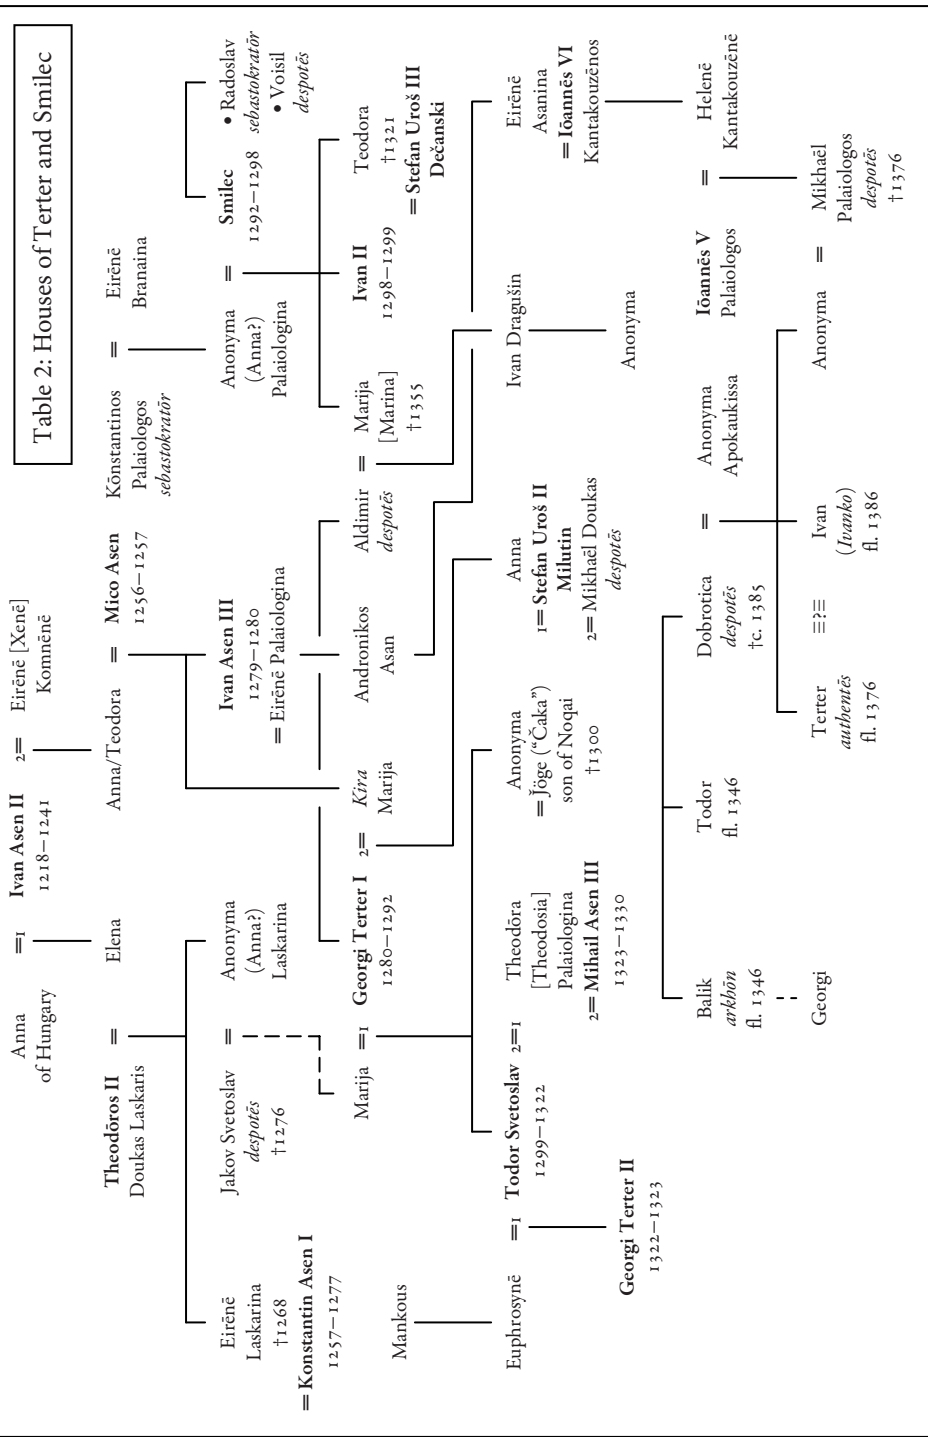 Table 2: Houses of Terter and Smilec
Anna
of Hungary
=1
Ivan Asen II
1218–1241
2=
Eirēnē [Xenē]
Komnēnē
Theodōros II
Doukas Laskaris
=
Elena
Anna/Teodora
=
Mico Asen
1256–1257
Kōnstantinos
Palaiologos
sebastokratōr
=
Eirēnē
Branaina
Eirēnē
Laskarina
†1268
= Konstantin Asen I
1257–1277
Jakov Svetoslav
despotēs
†1276
=
Anonyma
(Anna?)
Laskarina
Ivan Asen III
1279–1280
= Eirēnē Palaiologina
Anonyma
(Anna?)
Palaiologina
=
Smilec
1292–1298
• Radoslav
sebastokratōr
• Voisil
despotēs
Mankous
Marija
=1
Georgi Terter I
1280–1292
2=
Kira
Marija
Andronikos
Asan
Aldimir
despotēs
=
Marija
[Marina]
†1355
Ivan II
1298–1299
Teodora
†1321
= Stefan Uroš III
Dečanski
Euphrosynē
=1
Todor Svetoslav
1299–1322
2=1
Theodōra
[Theodosia]
Palaiologina
2= Mihail Asen III
1323–1330
Anonyma
= J̌öge (“Čaka”)
son of Noqai
†1300
Anna
1= Stefan Uroš II
Milutin
2= Mikhaēl Doukas
despotēs
Ivan Dragušin
Eirēnē
Asanina
= Iōannēs VI
Kantakouzēnos
Georgi Terter II
1322–1323
Anonyma
Balik
arkhōn
fl. 1346
Todor
fl. 1346
Dobrotica
despotēs
†c. 1385
=
Anonyma
Apokaukissa
Iōannēs V
Palaiologos
=
Helenē
Kantakouzēnē
Georgi
Terter
authentēs
fl. 1376
≡?≡
Ivan
(Ivanko)
fl. 1386
Anonyma
=
Mikhaēl
Palaiologos
despotēs
†1376